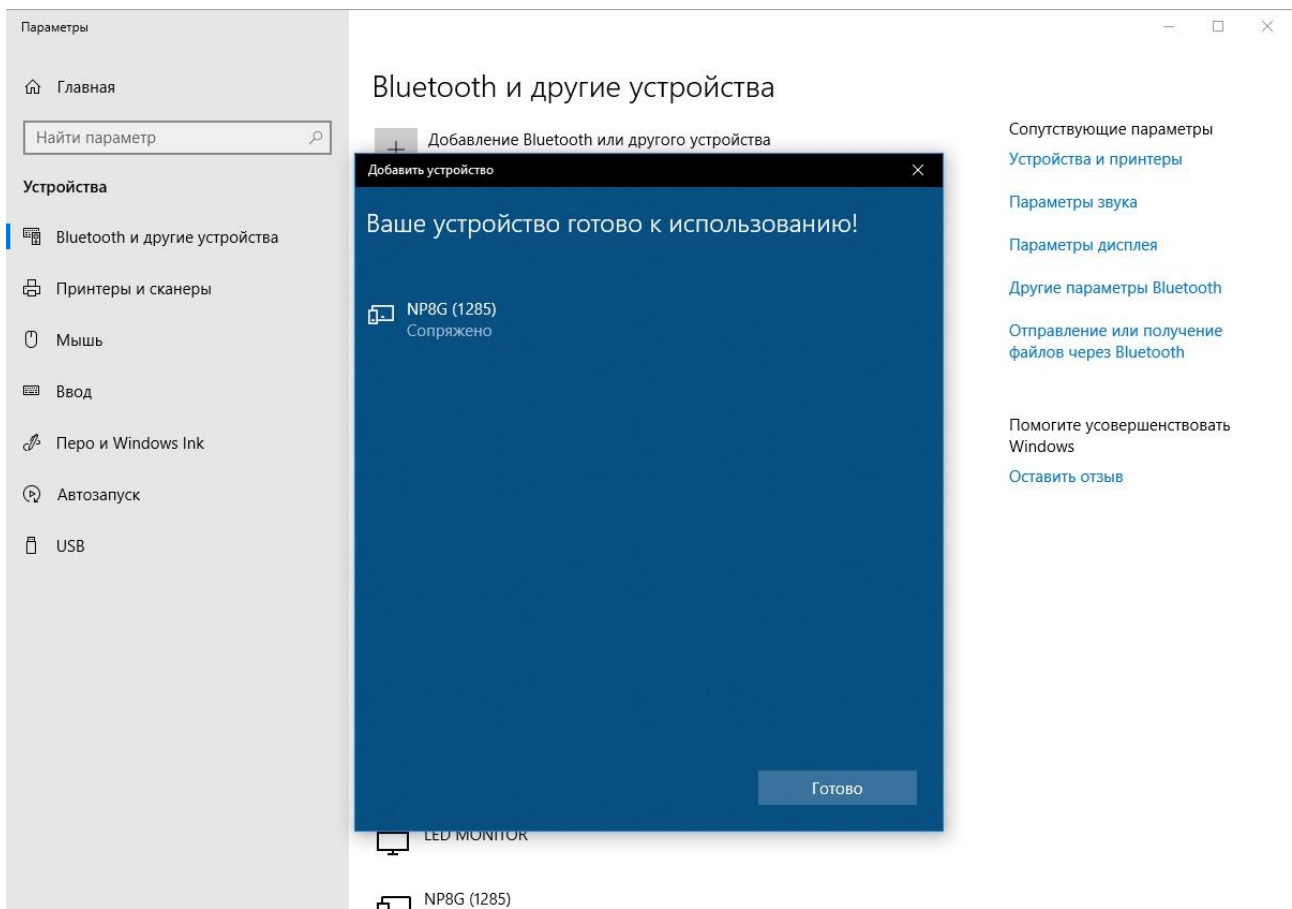 Параметры
Главная
Найти параметр
Устройства
Bluetooth и другие устройства
Принтеры и сканеры
Мышь
Ввод
Перо и Windows Ink
Автозапуск
USB
Bluetooth и другие устройства
Добавление Bluetooth или другого устройства
Добавить устройство
Ваше устройство готово к использованию!
NP8G (1285)
Сопряжено
Готово
LED MONITOR
NP8G (1285)
Сопутствующие параметры
Устройства и принтеры
Параметры звука
Параметры дисплея
Другие параметры Bluetooth
Отправление или получение
файлов через Bluetooth
Помогите усовершенствовать
Windows
Оставить отзыв